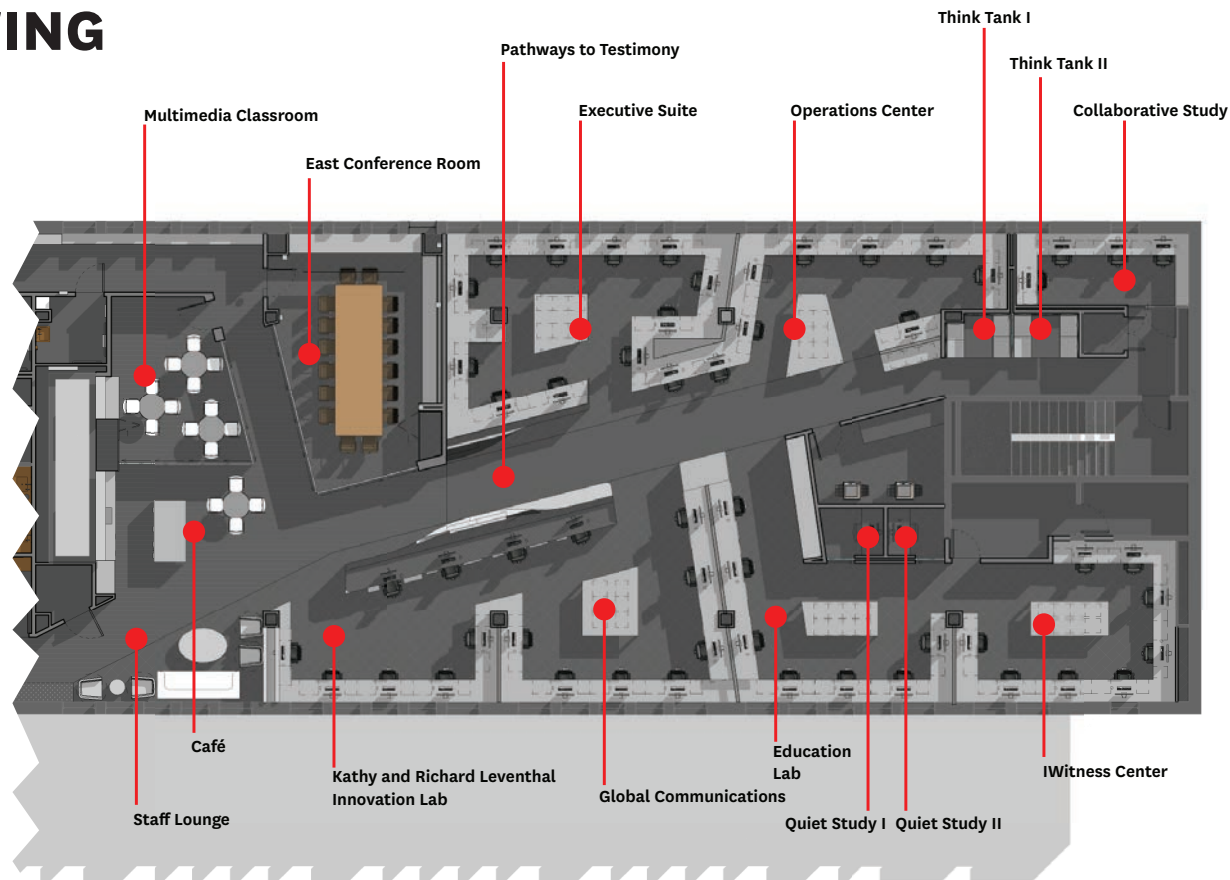 WING
Think Tank I
Pathways to Testimony
Think Tank II
Multimedia Classroom
Executive Suite
Operations Center
Collaborative Study
East Conference Room
Café
Education
Lab
IWitness Center
Kathy and Richard Leventhal
Innovation Lab
Global Communications
Staff Lounge
Quiet Study I
Quiet Study II